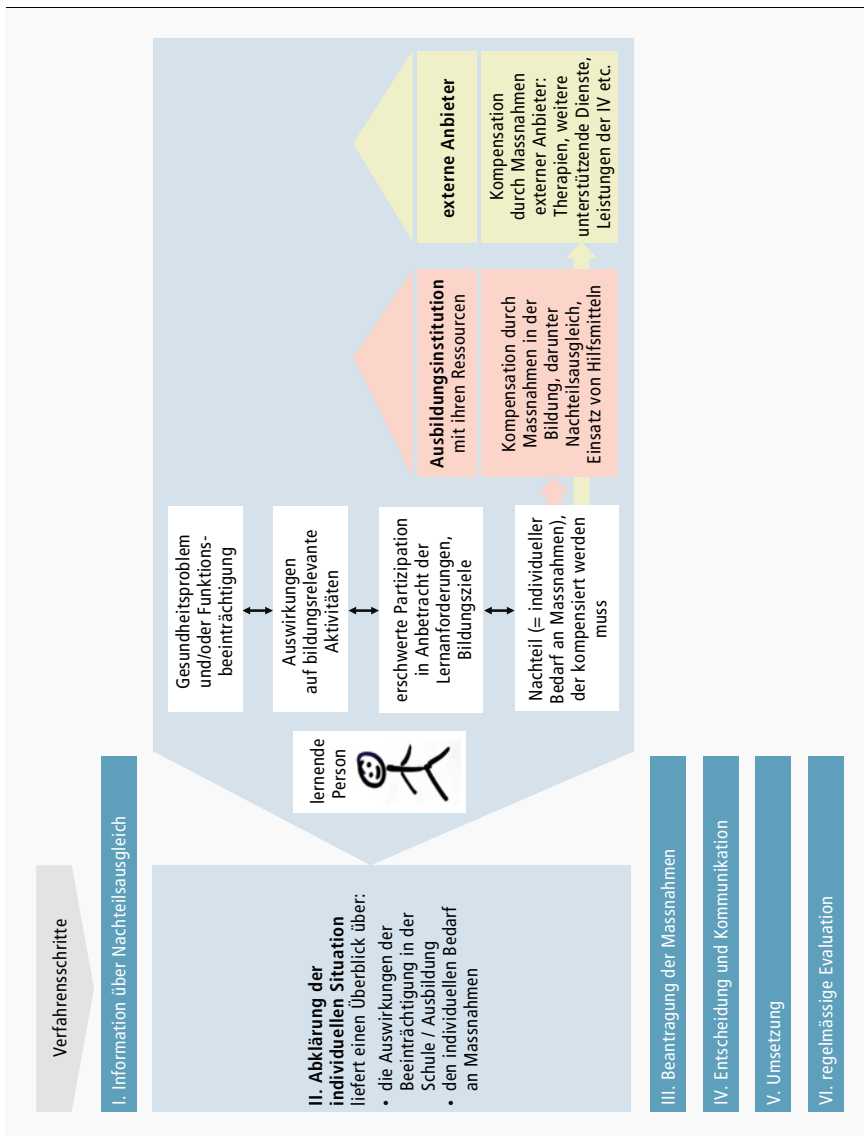 Verfahrensschritte
I. Information über Nachteilsausgleich
II. Abklärung der
individuellen Situation
liefert einen Überblick über:
• die Auswirkungen der
Beeinträchtigung in der
Schule / Ausbildung
• den individuellen Bedarf
an Massnahmen
lernende
Person
Gesundheitsproblem
und/oder Funktions-
beeinträchtigung
Auswirkungen
auf bildungsrelevante
Aktivitäten
erschwerte Partizipation
in Anbetracht der
Lernanforderungen,
Bildungsziele
Nachteil (= individueller
Bedarf an Massnahmen),
der kompensiert werden
muss
Ausbildungsinstitution
mit ihren Ressourcen
Kompensation durch
Massnahmen in der
Bildung, darunter
Nachteilsausgleich,
Einsatz von Hilfsmitteln
externe Anbieter
Kompensation
durch Massnahmen
externer Anbieter:
Therapien, weitere
unterstützende Dienste,
Leistungen der IV etc.
III. Beantragung der Massnahmen
IV. Entscheidung und Kommunikation
V. Umsetzung
VI. regelmässige Evaluation